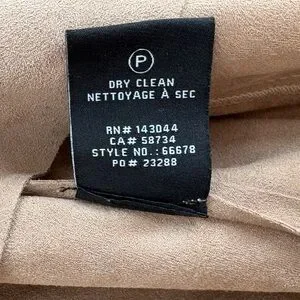 P
DRY CLEAN
NETTOYAGE À SEC
RN# 143044
CA# 58734
STYLE NO.: 66678
PO# 23288